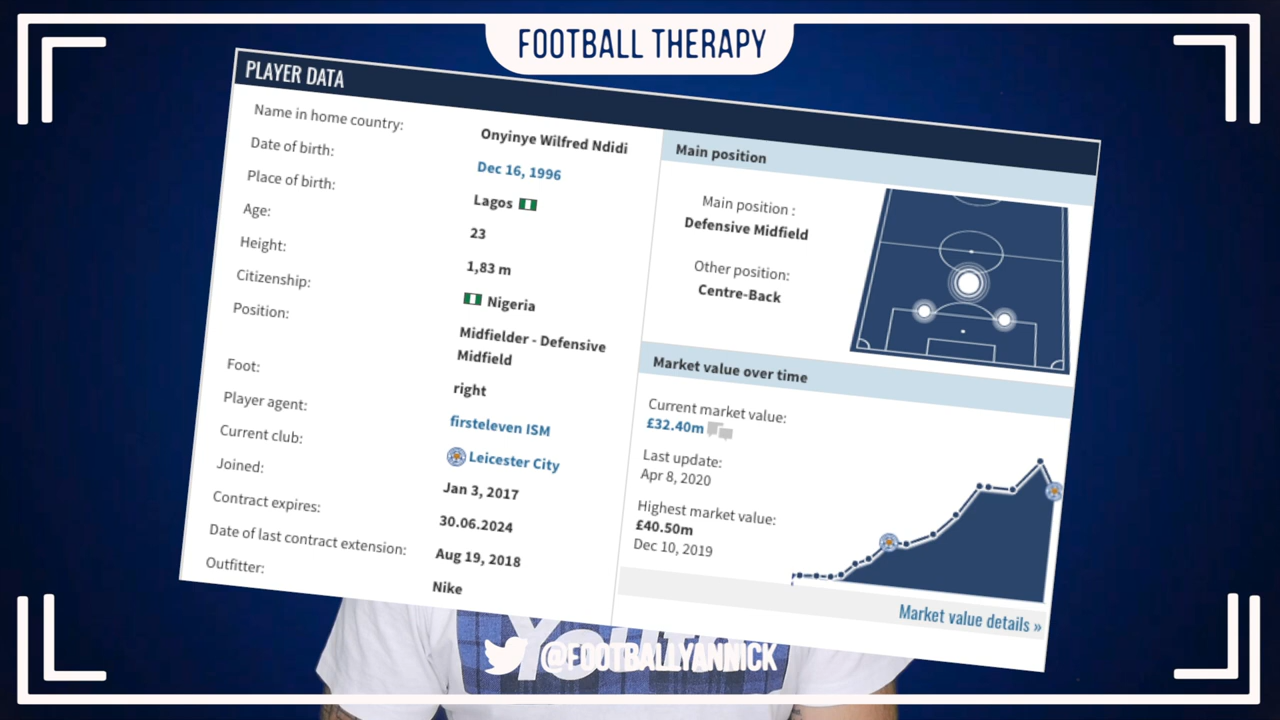 FOOTBALL THERAPY
PLAYER DATA
Name in home country: Onyinye Wilfred Ndidi
Date of birth: Dec 16, 1996
Place of birth: Lagos
Age: 23
Height: 1,83 m
Citizenship: Nigeria
Position: Midfielder - Defensive
Midfield
Foot: right
Player agent: firsteleven ISM
Current club: Leicester City
Joined: Jan 3, 2017
Contract expires: 30.06.2024
Date of last contract extension: Aug 19, 2018
Outfitter: Nike
Main position
Main position :
Defensive Midfield
Other position:
Centre-Back
Market value over time
Current market value:
£32.40m
Last update:
Apr 8, 2020
Highest market value:
£40.50m
Dec 10, 2019
Market value details »
@FOOTBALLYANNICK